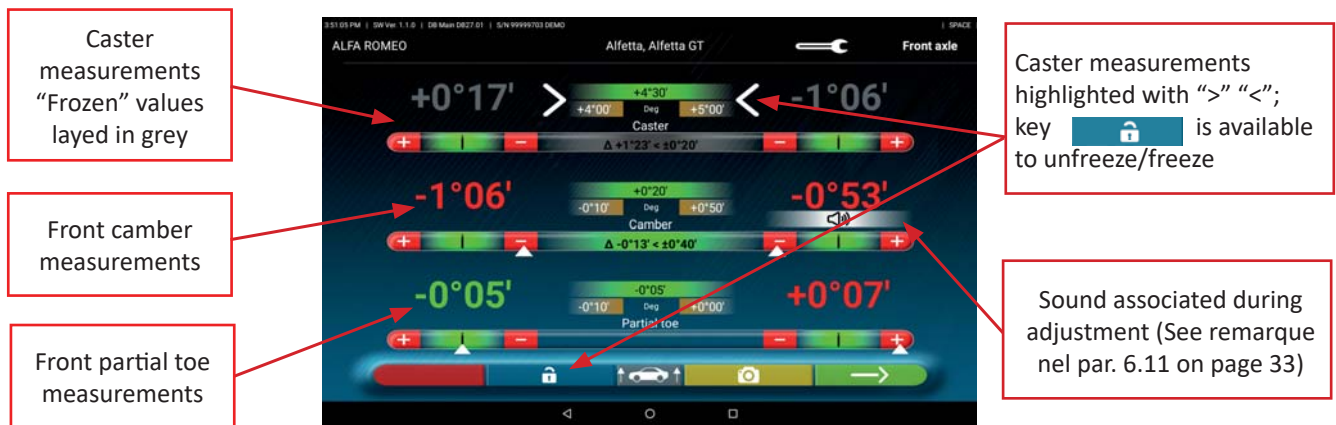 Caster
measurements
“Frozen” values
layed in grey
Front camber
measurements
Front partial toe
measurements
3:51:05 PM | SW Ver. 1.1.0 | DB Main DB27.01 | S/N 99999703 DEMO
| SPACE
ALFA ROMEO
Alfetta, Alfetta GT
Front axle
+0°17'
>
+4°30'
+4°00' Deg +5°00'
Caster
<
-1°06'
+ - Δ +1°23' < ±0°20' - +
-1°06'
+0°20'
-0°10' Deg +0°50'
Camber
-0°53'
+ - Δ -0°13' < ±0°40' - +
-0°05'
-0°05'
-0°10' Deg +0°00'
Partial toe
+0°07'
+ - - +
Caster measurements
highlighted with “>” “<”;
key is available
to unfreeze/freeze
Sound associated during
adjustment (See remarque
nel par. 6.11 on page 33)